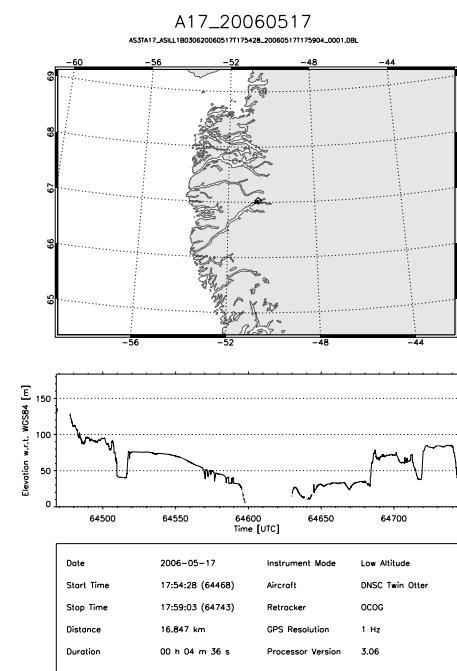 A17_20060517
AS3TA17_ASILL1B030620060517T175428_20060517T175904_0001.DBL
-60 -56 -52 -48 -44
69
68
67
66
65
-56 -52 -48 -44
Elevation w.r.t. WGS84 [m]
150
100
50
0
64500 64550 64600 64650 64700
Time [UTC]
Date 2006-05-17 Instrument Mode Low Altitude
Start Time 17:54:28 (64468) Aircraft DNSC Twin Otter
Stop Time 17:59:03 (64743) Retracker OCOG
Distance 16.847 km GPS Resolution 1 Hz
Duration 00 h 04 m 36 s Processor Version 3.06